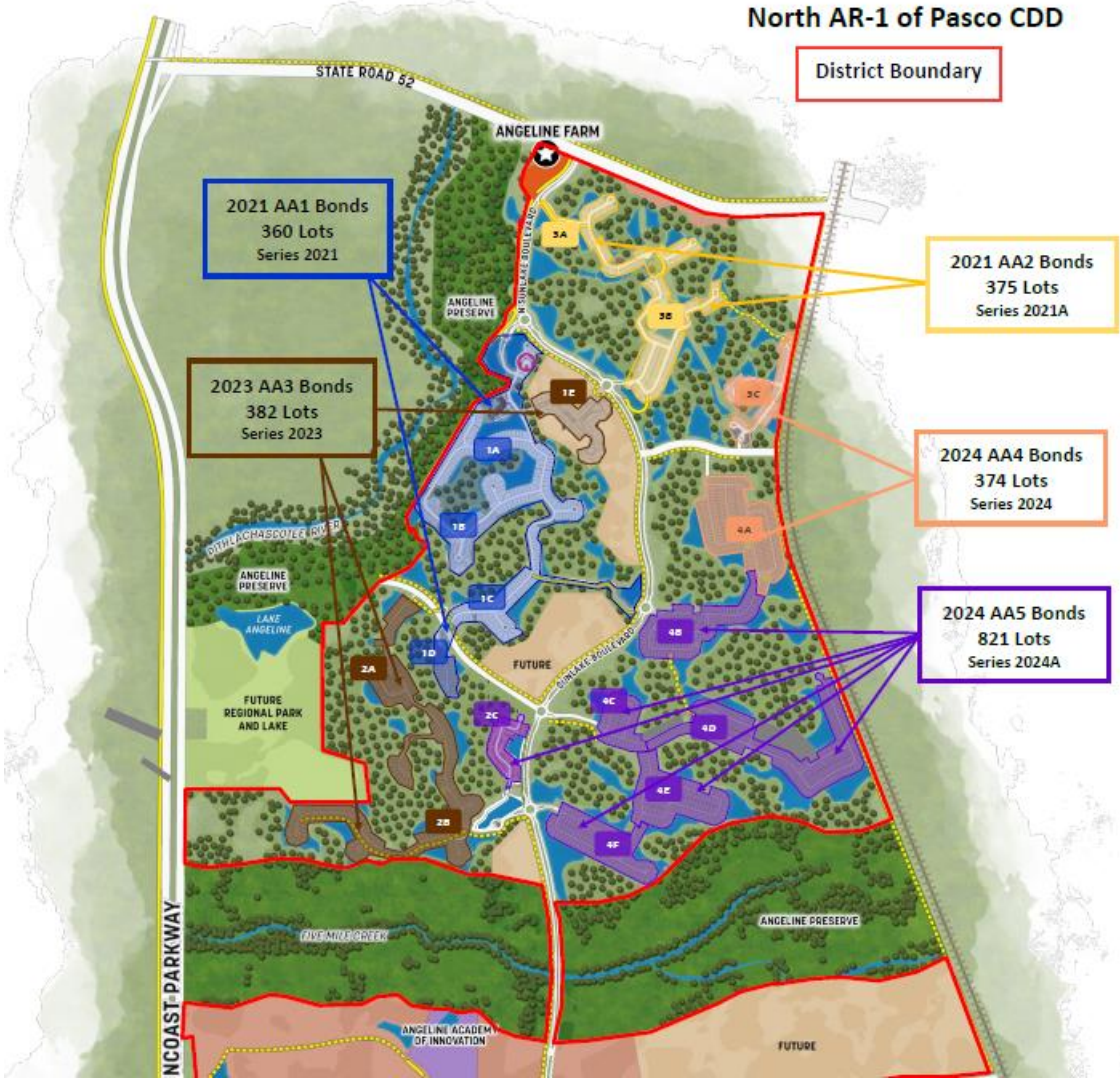 North AR-1 of Pasco CDD
District Boundary
STATE ROAD 52
ANGELINE FARM
2021 AA1 Bonds
360 Lots
Series 2021
3A
N SUNLAKE BOULEVARD
2021 AA2 Bonds
375 Lots
Series 2021A
ANGELINE
PRESERVE
3B
2023 AA3 Bonds
382 Lots
Series 2023
1E
3C
1A
2024 AA4 Bonds
374 Lots
Series 2024
1B
4A
PITHLACHASCOTEE RIVER
ANGELINE
PRESERVE
1C
LAKE
ANGELINE
2024 AA5 Bonds
821 Lots
Series 2024A
4B
1D
2A
FUTURE
SUNLAKE BOULEVARD
FUTURE
REGIONAL PARK
AND LAKE
2C
4C
4D
4E
2B
4F
ANGELINE PRESERVE
FIVE MILE CREEK
NCOAST PARKWAY
ANGELINE ACADEMY
OF INNOVATION
FUTURE